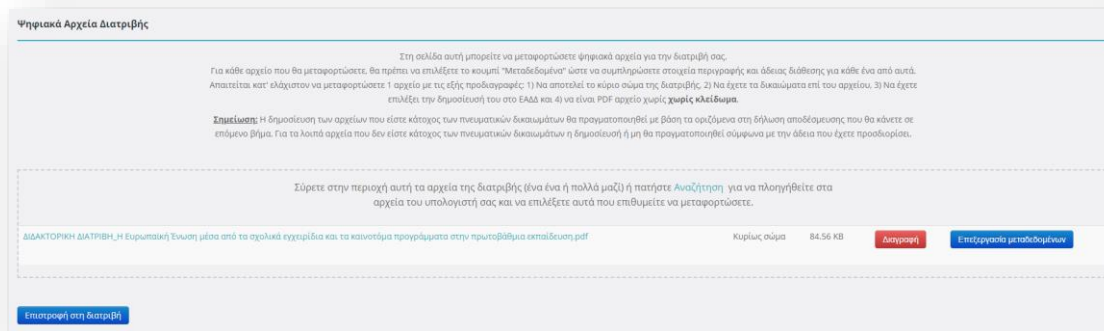 Ψηφιακά Αρχεία Διατριβής
Στη σελίδα αυτή μπορείτε να μεταφορτώσετε ψηφιακά αρχεία για την διατριβή σας.
Για κάθε αρχείο που θα μεταφορτώσετε, θα πρέπει να επιλέξετε το κουμπί "Μεταδεδομένα" ώστε να συμπληρώσετε στοιχεία περιγραφής και άδειας διάθεσης για κάθε ένα από αυτά.
Απαιτείται κατ' ελάχιστον να μεταφορτώσετε 1 αρχείο με τις εξής προδιαγραφές: 1) Να αποτελεί το κύριο σώμα της διατριβής, 2) Να έχετε τα δικαιώματα επί του αρχείου, 3) Να έχετε
επιλέξει την δημοσίευσή του στο ΕΑΔΔ και 4) να είναι PDF αρχείο χωρίς χωρίς κλείδωμα.
Σημείωση: Η δημοσίευση των αρχείων που είστε κάτοχος των πνευματικών δικαιωμάτων θα πραγματοποιηθεί με βάση τα οριζόμενα στη δήλωση αποδέσμευσης που θα κάνετε σε
επόμενο βήμα. Για τα λοιπά αρχεία που δεν είστε κάτοχος των πνευματικών δικαιωμάτων η δημοσίευσή ή μη θα πραγματοποιηθεί σύμφωνα με την άδεια που έχετε προσδιορίσει.
Σύρετε στην περιοχή αυτή τα αρχεία της διατριβής (ένα ένα ή πολλά μαζί) ή πατήστε Αναζήτηση για να πλοηγηθείτε στα
αρχεία του υπολογιστή σας και να επιλέξετε αυτά που επιθυμείτε να μεταφορτώσετε.
ΔΙΔΑΚΤΟΡΙΚΗ ΔΙΑΤΡΙΒΗ_Η Ευρωπαϊκή Ένωση μέσα από τα σχολικά εγχειρίδια και τα καινοτόμα προγράμματα στην πρωτοβάθμια εκπαίδευση.pdf Κυρίως σώμα 84.56 KB Διαγραφή Επεξεργασία μεταδεδομένων
Επιστροφή στη διατριβή